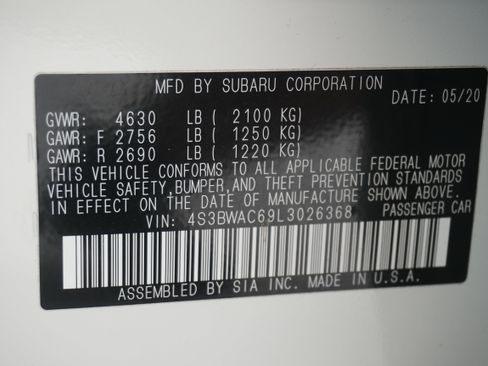 MFD BY SUBARU CORPORATION
DATE: 05/20
GVWR: 4630 LB ( 2100 KG)
GAWR: F 2756 LB ( 1250 KG)
GAWR: R 2690 LB ( 1220 KG)
THIS VEHICLE CONFORMS TO ALL APPLICABLE FEDERAL MOTOR
VEHICLE SAFETY,BUMPER,AND THEFT PREVENTION STANDARDS
IN EFFECT ON THE DATE OF MANUFACTURE SHOWN ABOVE.
VIN: 4S3BWAC69L3026368 PASSENGER CAR
ASSEMBLED BY SIA INC. MADE IN U.S.A.